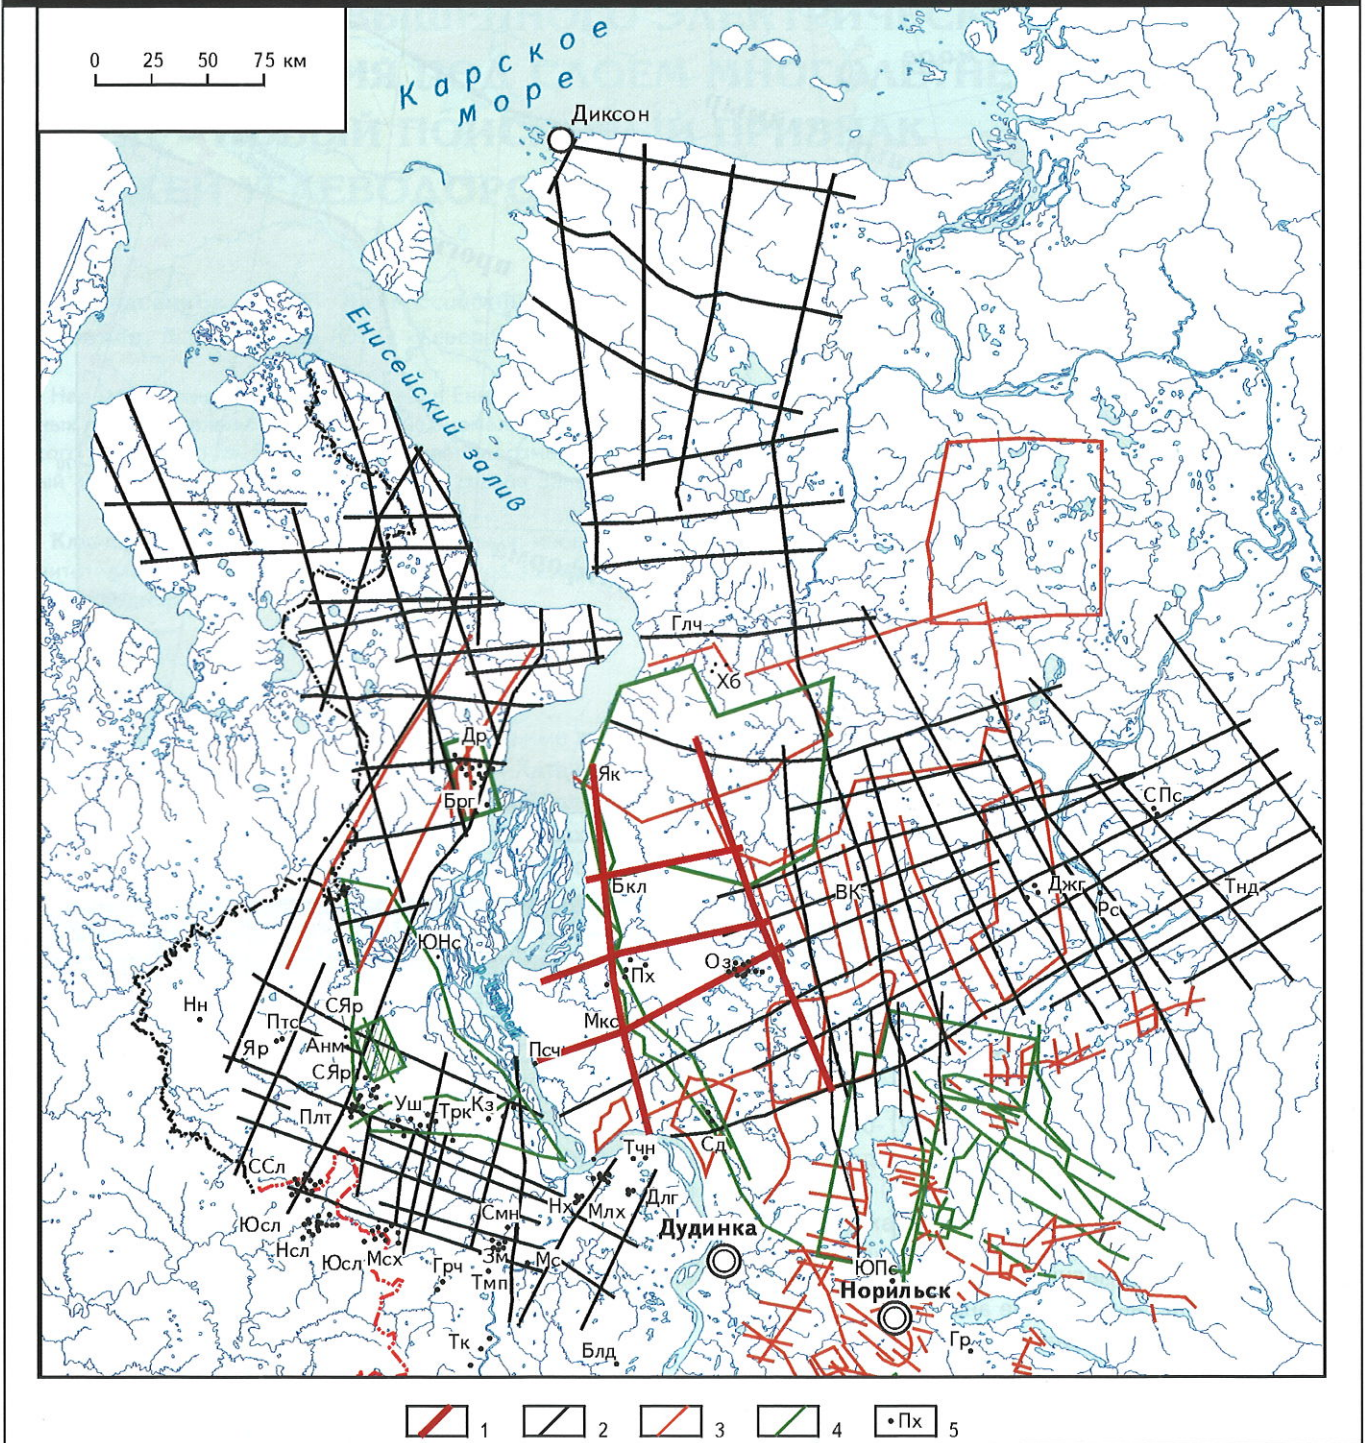 0 25 50 75 км
Карское
море
Диксон
Енисейский залив
Глч
Хб
Др
Як
Брг
СПс
Бкл
ВК
Джг
Тнд
Рс
ЮНс
Оз
Пх
Нн
СЯр
Птс
Мкс
Яр
Анм
Псч
СЯр
Уш
Трк
Кз
Плт
Сд
Тчн
ССл
Длг
Нх
Млх
Юсл
Смн
Дудинка
Нсл
Юсл
Мсх
Зм
Мс
Грч
Тмп
ЮПс
Норильск
Тк
Блд
Гр
1 2 3 4 Пх 5